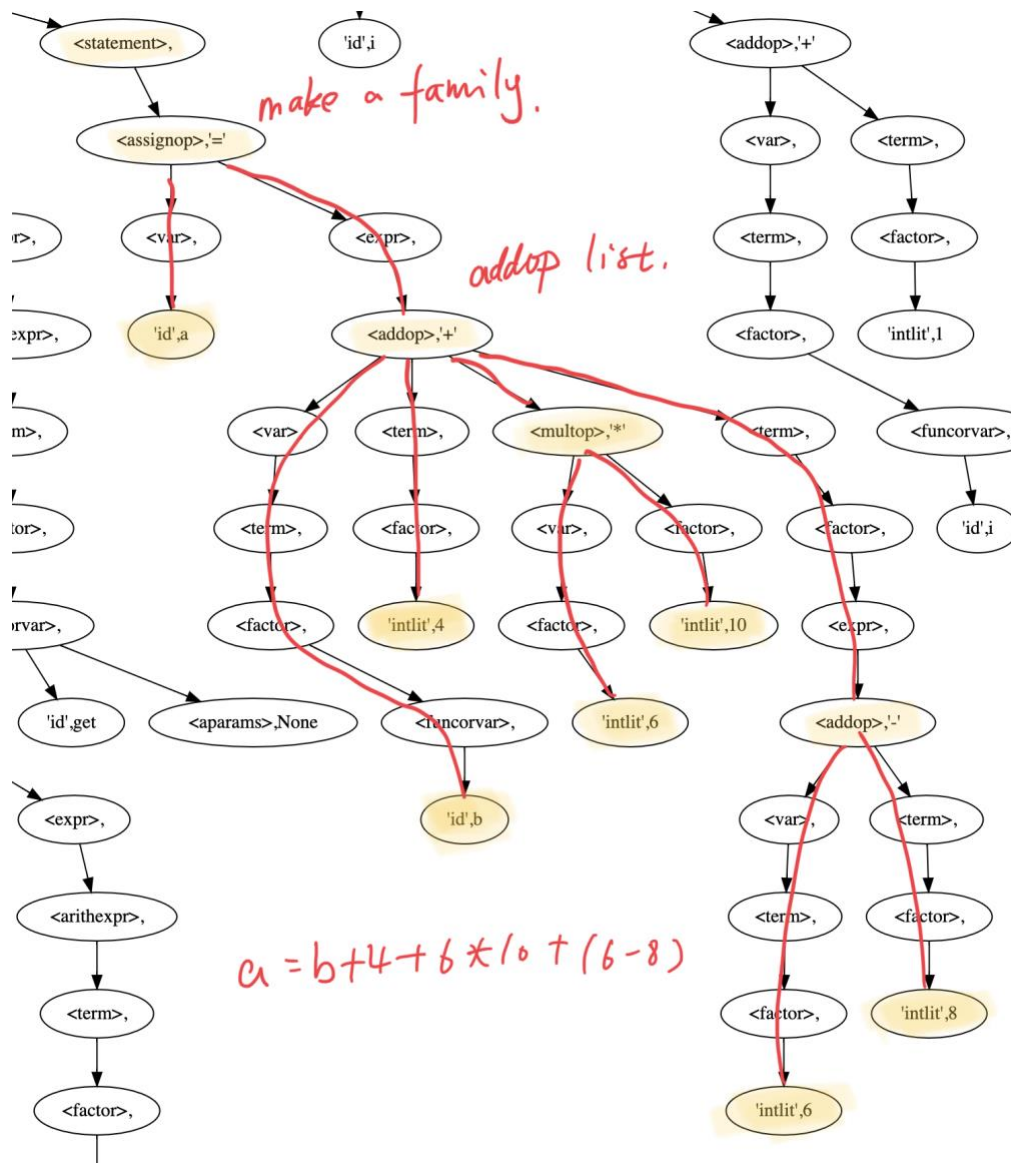 <statement>,
'id',i
<addop>,'+'
make a family.
<assignop>,'='
<var>,
<term>,
r>,
<var>,
<expr>,
<term>,
<factor>,
addop list.
expr>,
'id',a
<addop>,'+'
<factor>,
'intlit',1
m>,
<var>,
<term>,
<multop>,'*'
<term>,
<funcorvar>,
tor>,
<term>,
<factor>,
<var>,
<factor>,
<factor>,
'id',i
orvar>,
<factor>,
'intlit',4
<factor>,
'intlit',10
<expr>,
'id',get
<aparams>,None
<funcorvar>,
'intlit',6
<addop>,'-'
<expr>,
'id',b
<var>,
<term>,
<arithexpr>,
<term>,
<factor>,
a=b+4+6*10+(6-8)
<term>,
<factor>,
'intlit',8
<factor>,
'intlit',6